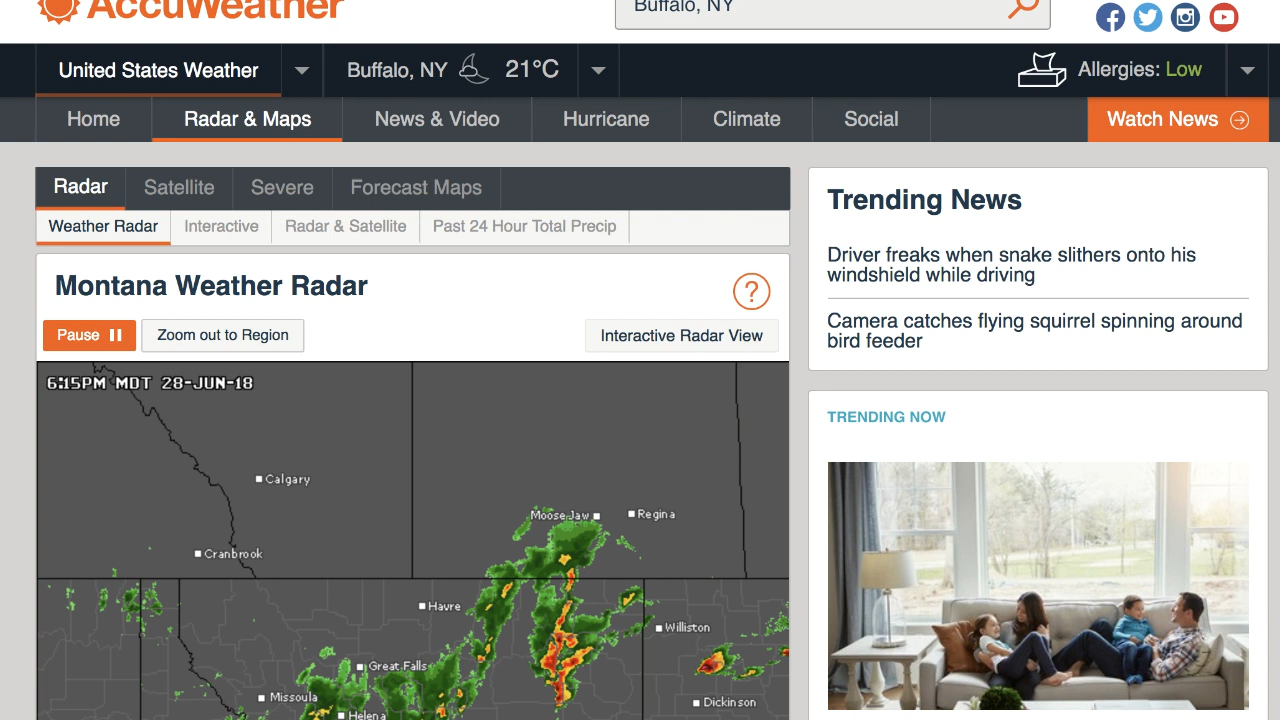 AccuWeather
Buffalo, NY
United States Weather
Buffalo, NY 21°C
Allergies: Low
Home
Radar & Maps
News & Video
Hurricane
Climate
Social
Watch News
Radar
Satellite
Severe
Forecast Maps
Weather Radar
Interactive
Radar & Satellite
Past 24 Hour Total Precip
Montana Weather Radar
?
Pause
Zoom out to Region
Interactive Radar View
6:15PM MDT 28-JUN-18
Calgary
Moose Jaw
Regina
Cranbrook
Havre
Williston
Great Falls
Missoula
Helena
Dickinson
Trending News
Driver freaks when snake slithers onto his
windshield while driving
Camera catches flying squirrel spinning around
bird feeder
TRENDING NOW